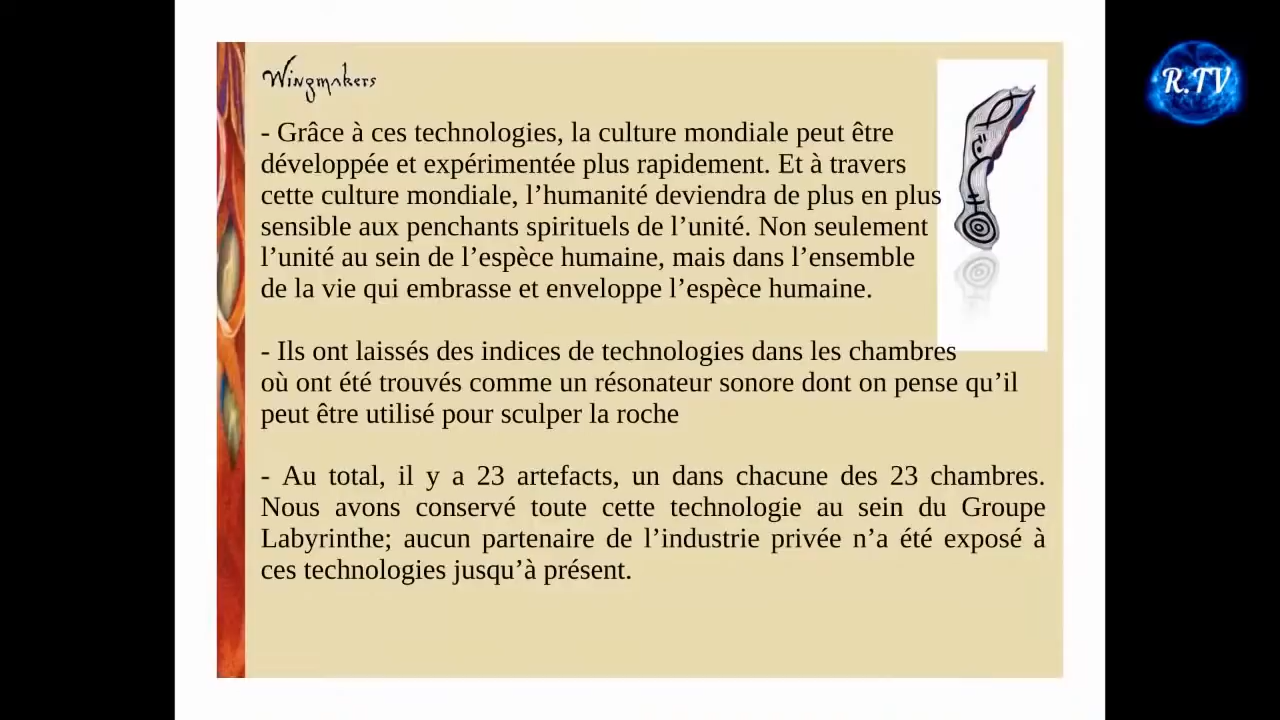 R.TV
Wingmakers
- Grâce à ces technologies, la culture mondiale peut être
développée et expérimentée plus rapidement. Et à travers
cette culture mondiale, l’humanité deviendra de plus en plus
sensible aux penchants spirituels de l’unité. Non seulement
l’unité au sein de l’espèce humaine, mais dans l’ensemble
de la vie qui embrasse et enveloppe l’espèce humaine.
- Ils ont laissés des indices de technologies dans les chambres
où ont été trouvés comme un résonateur sonore dont on pense qu’il
peut être utilisé pour sculper la roche
- Au total, il y a 23 artefacts, un dans chacune des 23 chambres.
Nous avons conservé toute cette technologie au sein du Groupe
Labyrinthe; aucun partenaire de l’industrie privée n’a été exposé à
ces technologies jusqu’à présent.